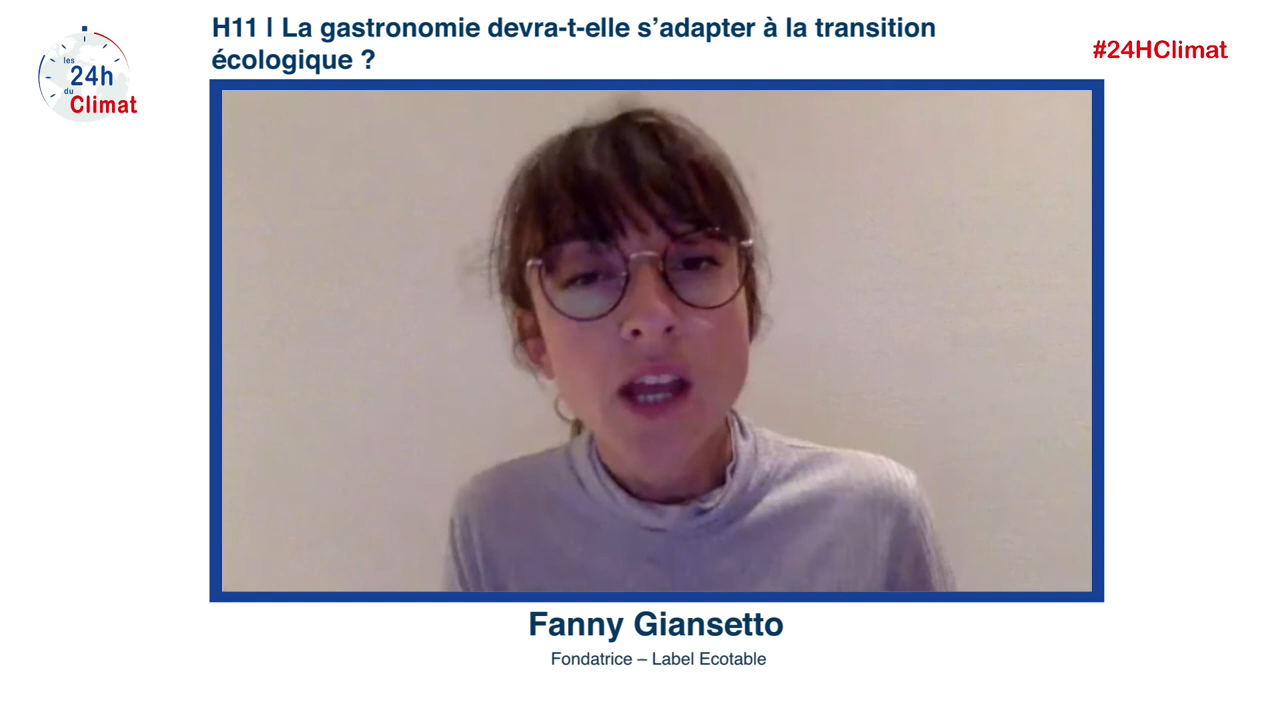 H11 | La gastronomie devra-t-elle s’adapter à la transition
écologique ?
#24HClimat
les
24h
du
Climat
Fanny Giansetto
Fondatrice – Label Ecotable